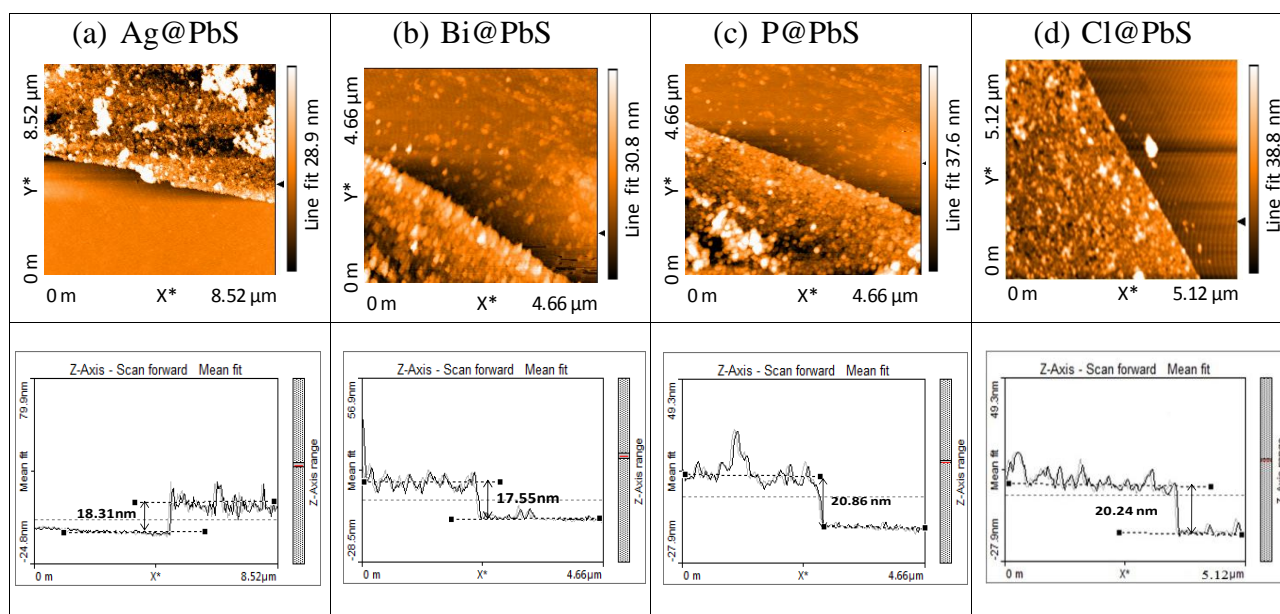 (a) Ag@PbS
(b) Bi@PbS
(c) P@PbS
(d) Cl@PbS
8.52 µm
Y*
0 m
0 m X* 8.52 µm
Line fit 28.9 nm
4.66 µm
Y*
0 m
0 m X* 4.66 µm
Line fit 30.8 nm
4.66 µm
Y*
0 m
0 m X* 4.66 µm
Line fit 37.6 nm
5.12 µm
Y*
0 m
0 m X* 5.12 µm
Line fit 38.8 nm
Z-Axis - Scan forward Mean fit
79.9nm
Mean fit
-24.8nm
18.31nm
0 m X* 8.52µm
Z-Axis range
Z-Axis - Scan forward Mean fit
56.9nm
Mean fit
-28.5nm
17.55nm
0 m X* 4.66µm
Z-Axis range
Z-Axis - Scan forward Mean fit
49.3nm
Mean fit
-27.9nm
20.86 nm
0 m X* 4.66µm
Z-Axis range
Z-Axis - Scan forward Mean fit
49.3nm
Mean fit
-27.9nm
20.24 nm
0 m X* 5.12µm
Z-Axis range